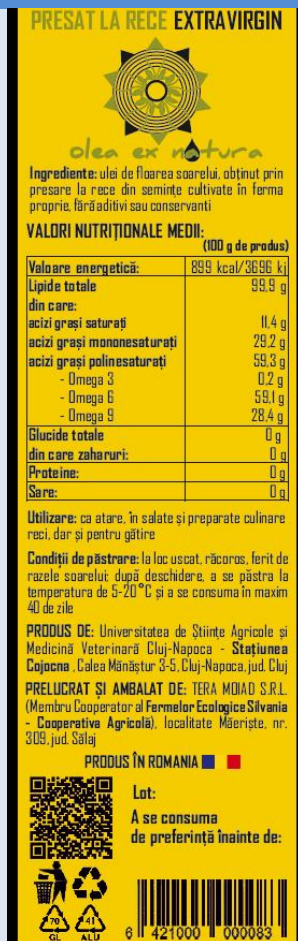 PRESAT LA RECE EXTRAVIRGIN
olea ex natura
Ingrediente: ulei de floarea soarelui, obținut prin
presare la rece din semințe cultivate în ferma
proprie, fără aditivi sau conservanti
VALORI NUTRIȚIONALE MEDII:
(100 g de produs)
Valoare energetică: 899 kcal/3696 kj
Lipide totale 99,9 g
din care:
acizi grași saturați 11,4 g
acizi grași mononesaturați 29,2 g
acizi grași polinesaturați 59,3 g
- Omega 3 0,2 g
- Omega 6 59,1 g
- Omega 9 28,4 g
Glucide totale 0 g
din care zaharuri: 0 g
Proteine: 0 g
Sare: 0 g
Utilizare: ca atare, în salate și preparate culinare
reci, dar și pentru gătire
Condiții de păstrare: la loc uscat, răcoros, ferit de
razele soarelui; după deschidere, a se păstra la
temperatura de 5-20°C și a se consuma în maxim
40 de zile
PRODUS DE: Universitatea de Științe Agricole și
Medicină Veterinară Cluj-Napoca - Stațiunea
Cojocna , Calea Mănăștur 3-5, Cluj-Napoca, jud. Cluj
PRELUCRAT ȘI AMBALAT DE: TERA MOIAD S.R.L.
(Membru Cooperator al Fermelor Ecologice Silvania
- Cooperativa Agricolă), localitate Măeriște, nr.
309, jud. Sălaj
PRODUS ÎN ROMANIA
Lot:
A se consuma
de preferință înainte de:
70
GL
41
ALU
6 421000 000083